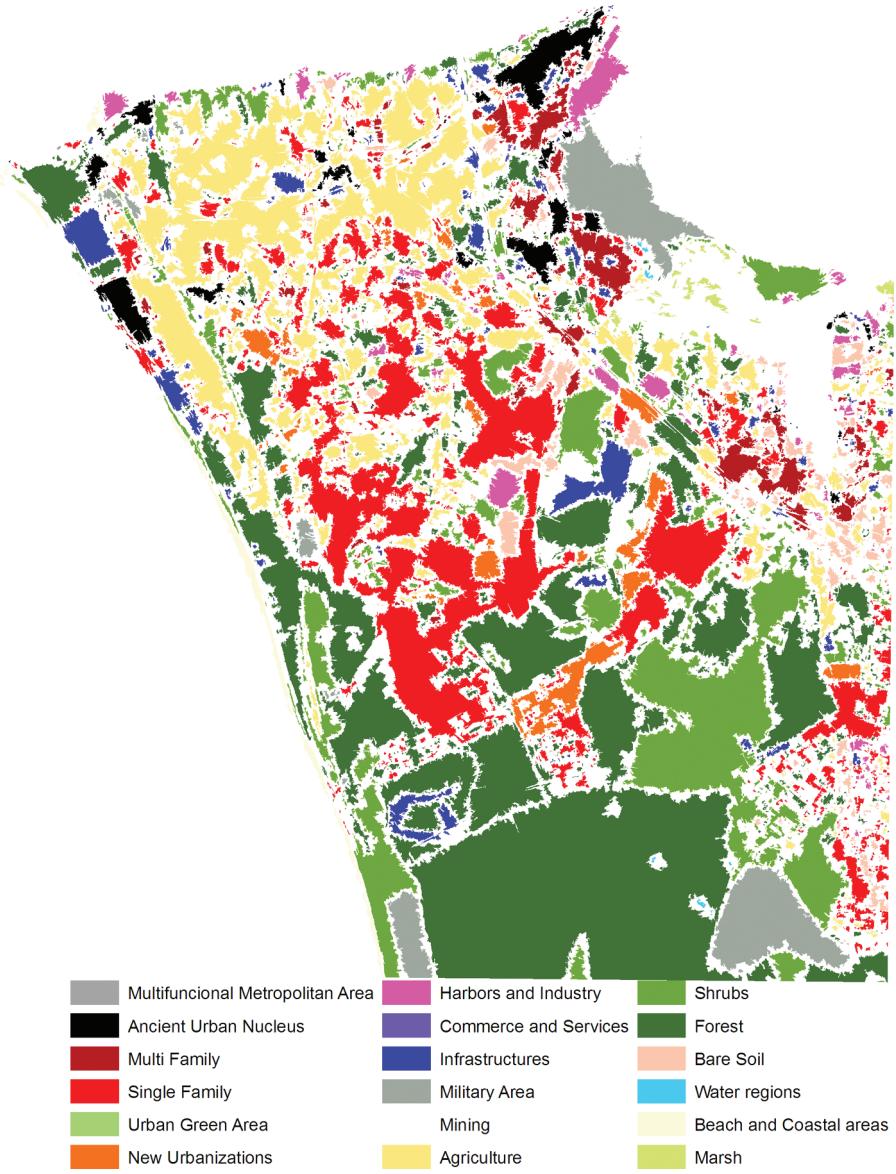 Multifuncional Metropolitan Area
Ancient Urban Nucleus
Multi Family
Single Family
Urban Green Area
New Urbanizations
Harbors and Industry
Commerce and Services
Infrastructures
Military Area
Mining
Agriculture
Shrubs
Forest
Bare Soil
Water regions
Beach and Coastal areas
Marsh